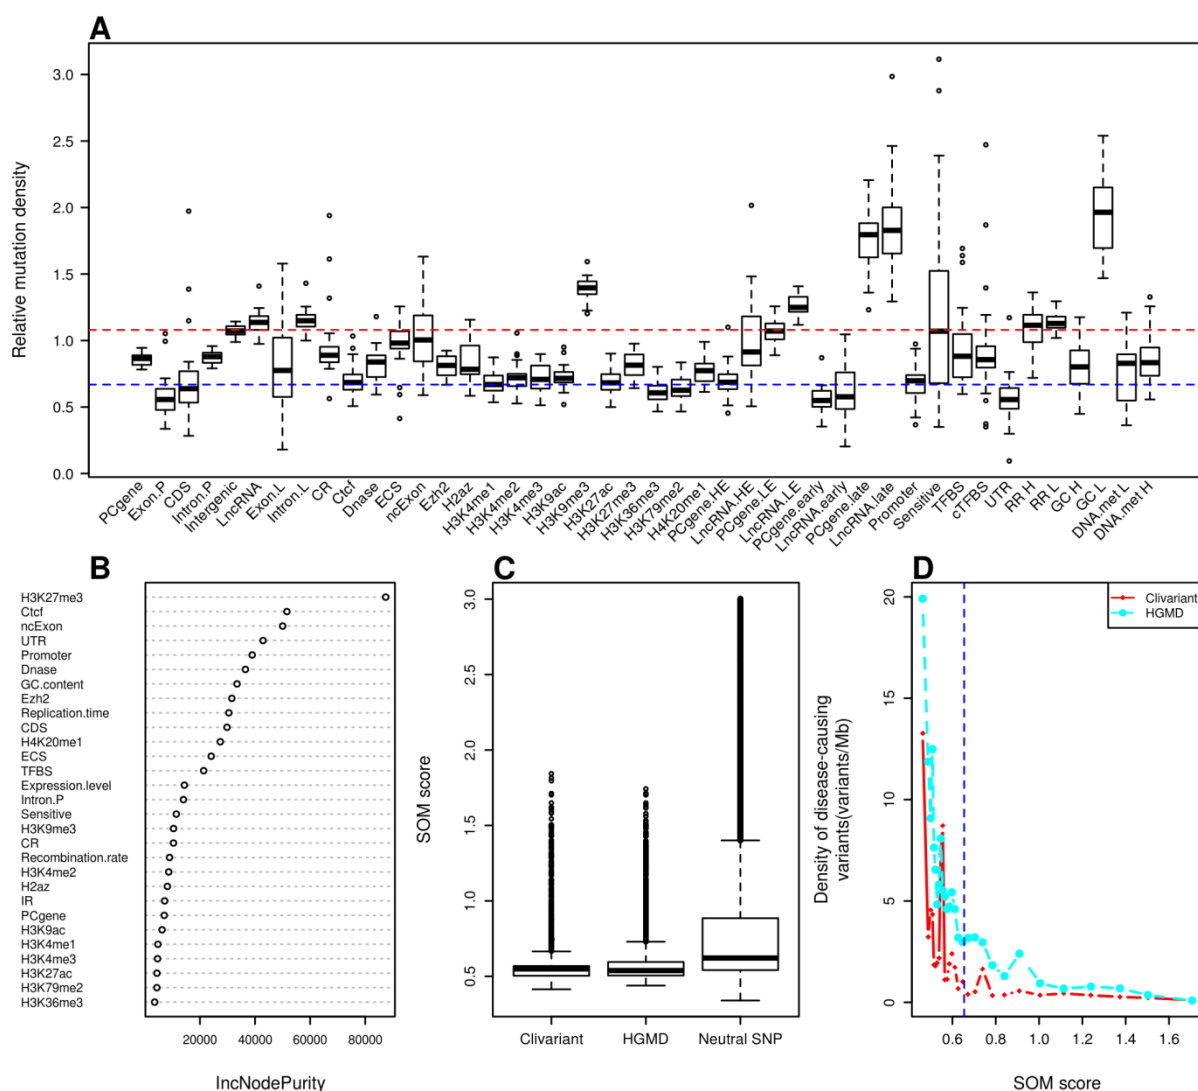 A
Relative mutation density
3.0
2.5
2.0
1.5
1.0
0.5
0.0
PCgene
Exon.P
CDS
Intron.P
Intergenic
LncRNA
Exon.L
Intron.L
CR
Ctcf
Dnase
ECS
ncExon
Ezh2
H2az
H3K4me1
H3K4me2
H3K4me3
H3K9ac
H3K9me3
H3K27ac
H3K27me3
H3K36me3
H3K79me2
H4K20me1
PCgene.HE
LncRNA.HE
PCgene.LE
LncRNA.LE
PCgene.early
LncRNA.early
PCgene.late
LncRNA.late
Promoter
Sensitive
TFBS
cTFBS
UTR
RR H
RR L
GC H
GC L
DNA.met L
DNA.met H
B
H3K27me3
Ctcf
ncExon
UTR
Promoter
Dnase
GC.content
Ezh2
Replication.time
CDS
H4K20me1
ECS
TFBS
Expression.level
Intron.P
Sensitive
H3K9me3
CR
Recombination.rate
H3K4me2
H2az
IR
PCgene
H3K9ac
H3K4me1
H3K4me3
H3K27ac
H3K79me2
H3K36me3
20000
40000
60000
80000
IncNodePurity
C
SOM score
3.0
2.5
2.0
1.5
1.0
0.5
Clivariant
HGMD
Neutral SNP
D
Density of disease-causing
variants(variants/Mb)
20
15
10
5
0
Clivariant
HGMD
0.6
0.8
1.0
1.2
1.4
1.6
SOM score